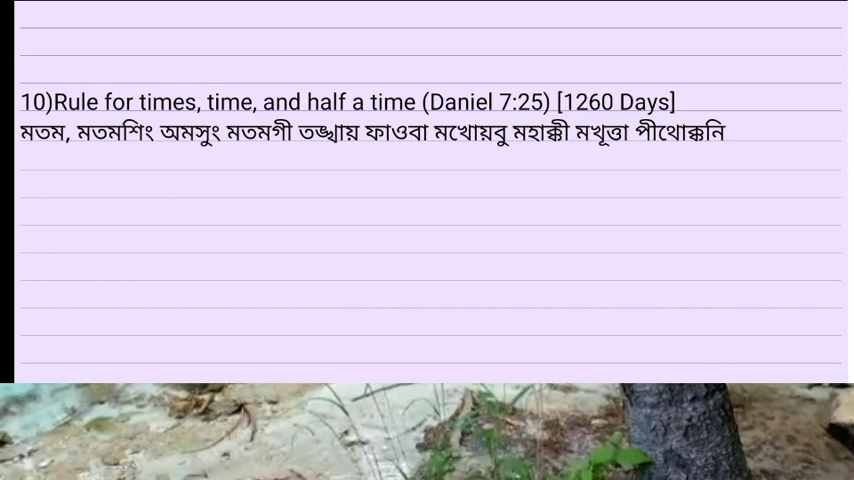 10)Rule for times, time, and half a time (Daniel 7:25) [1260 Days]
মতম, মতমশিং অমসুং মতমগী তঙ্খায় ফাওবা মখোয়বু মহাক্কী মখূত্তা পীথোক্কনি